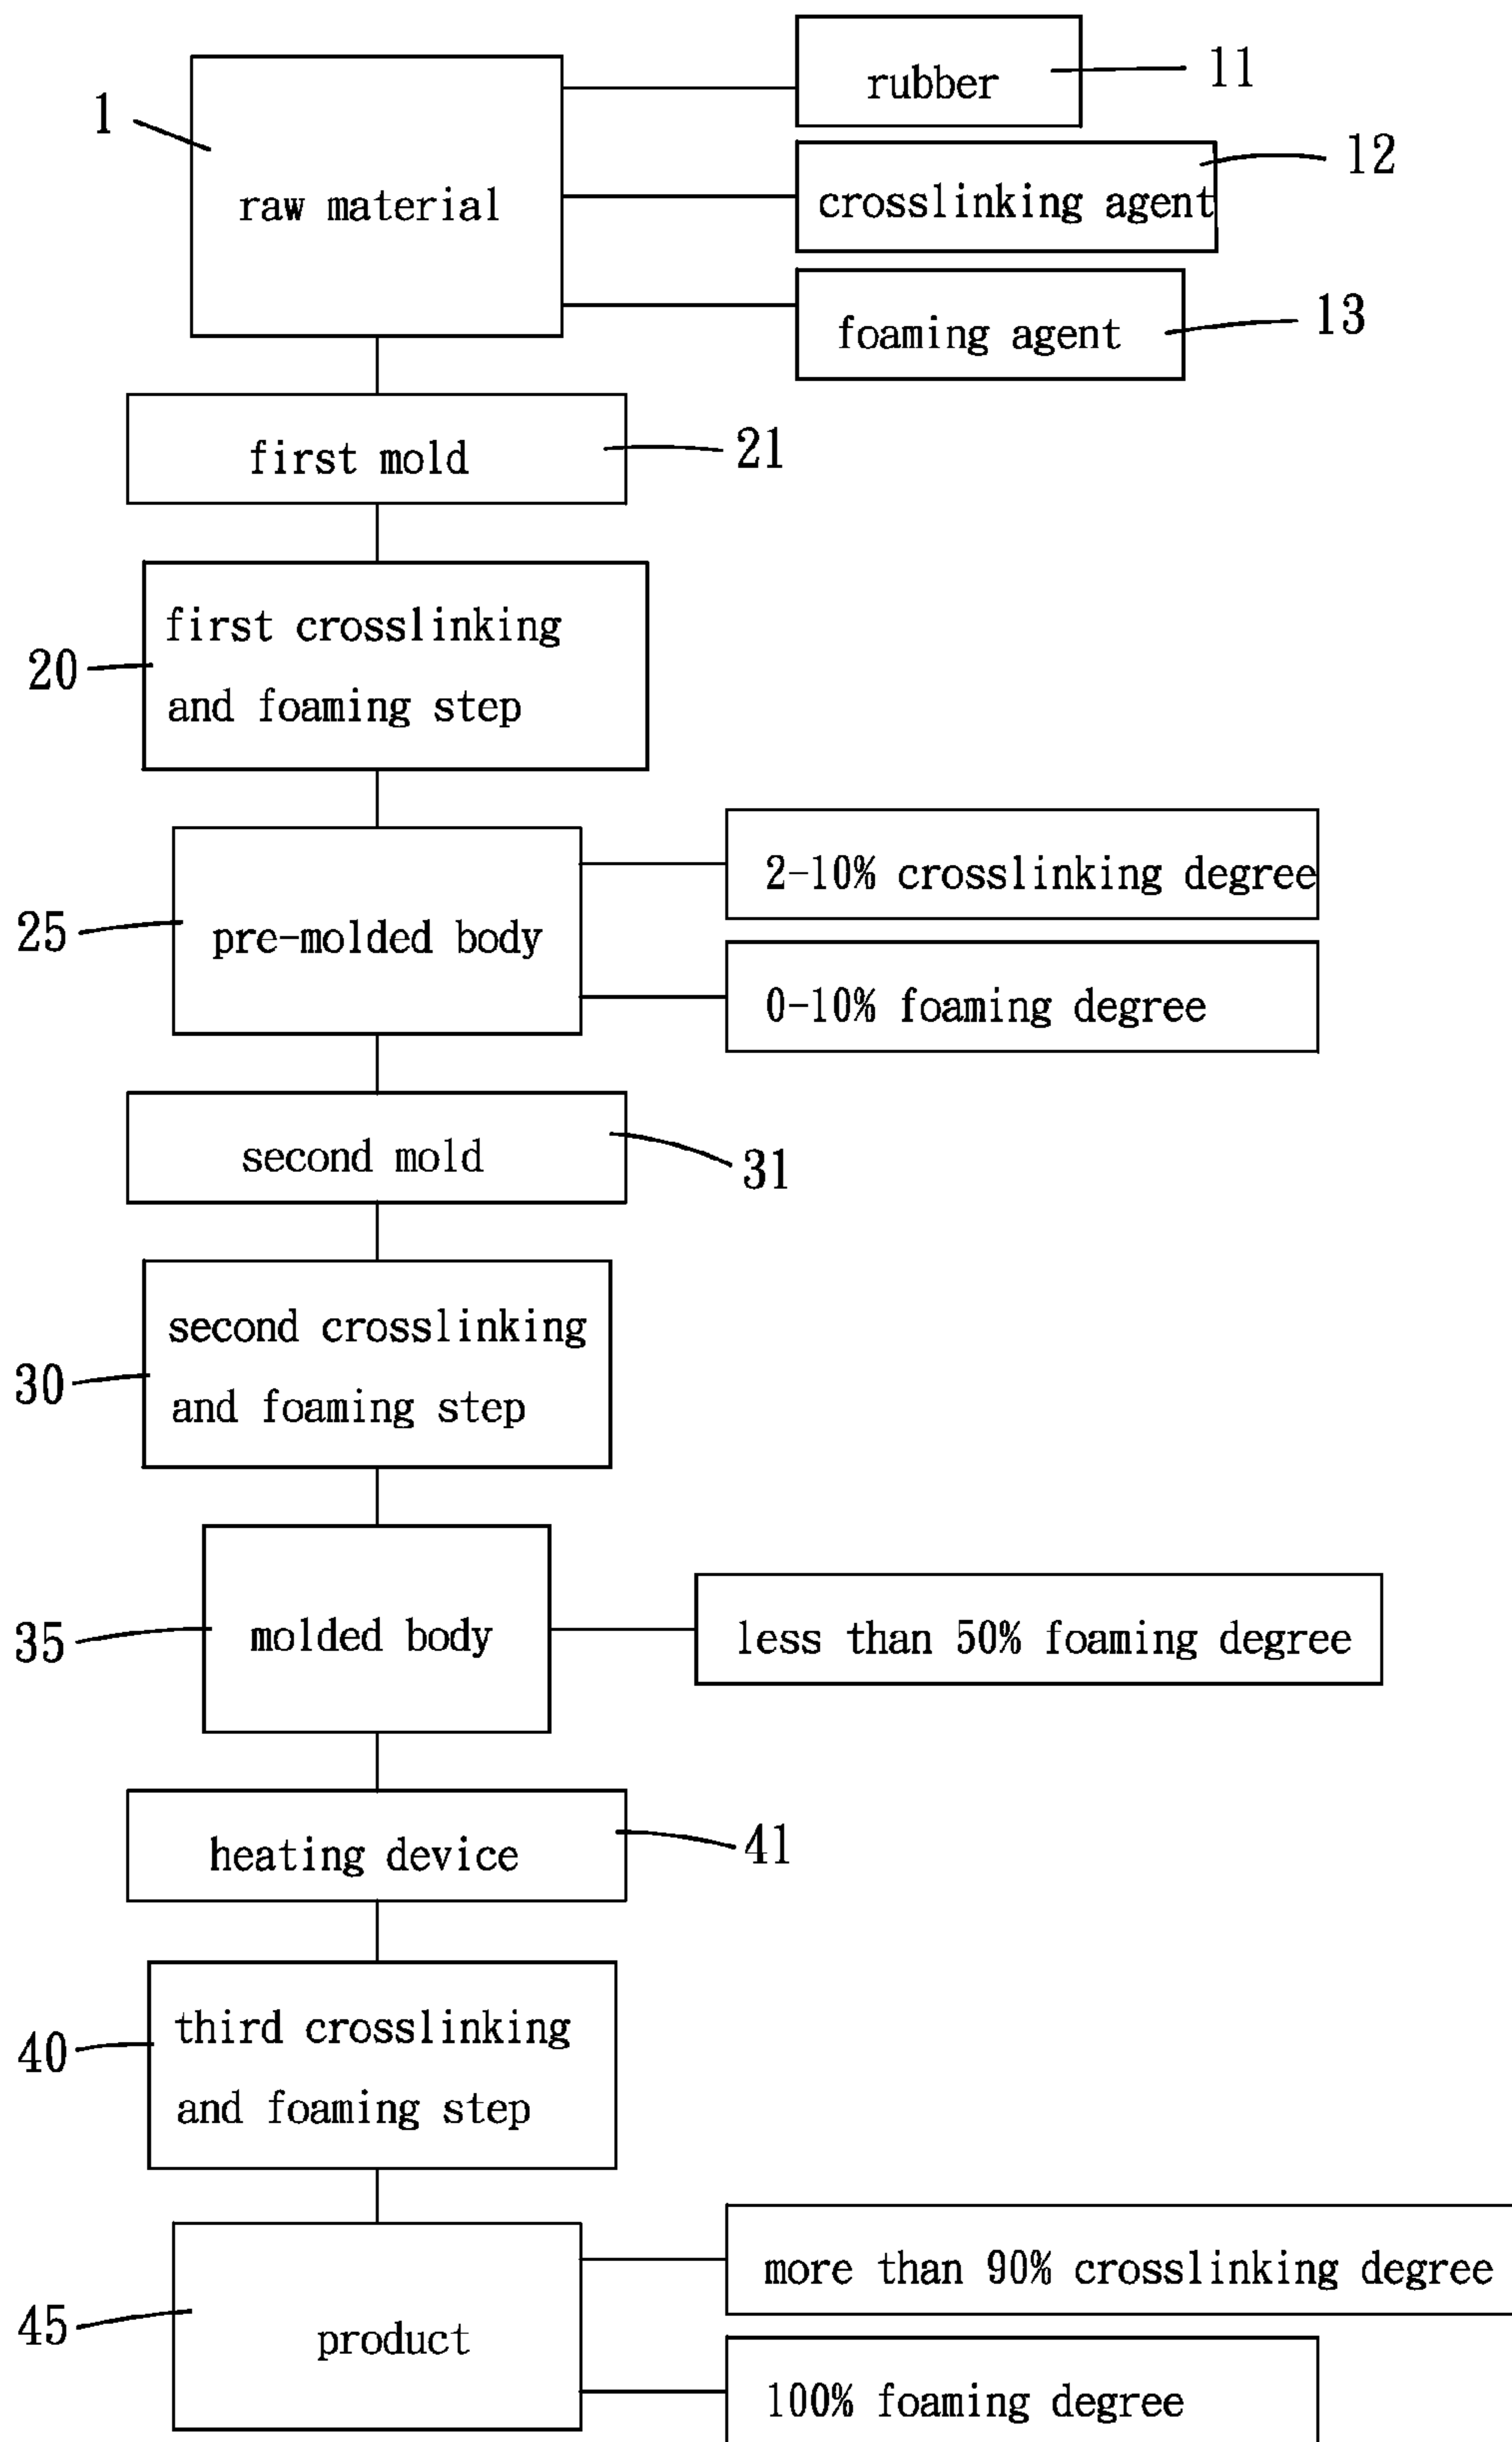 rubber
11
1
raw material
crosslinking agent
12
foaming agent
13
first mold
21
first crosslinking
and foaming step
20
2-10% crosslinking degree
25
pre-molded body
0-10% foaming degree
second mold
31
second crosslinking
and foaming step
30
35
molded body
less than 50% foaming degree
heating device
41
third crosslinking
and foaming step
40
more than 90% crosslinking degree
45
product
100% foaming degree